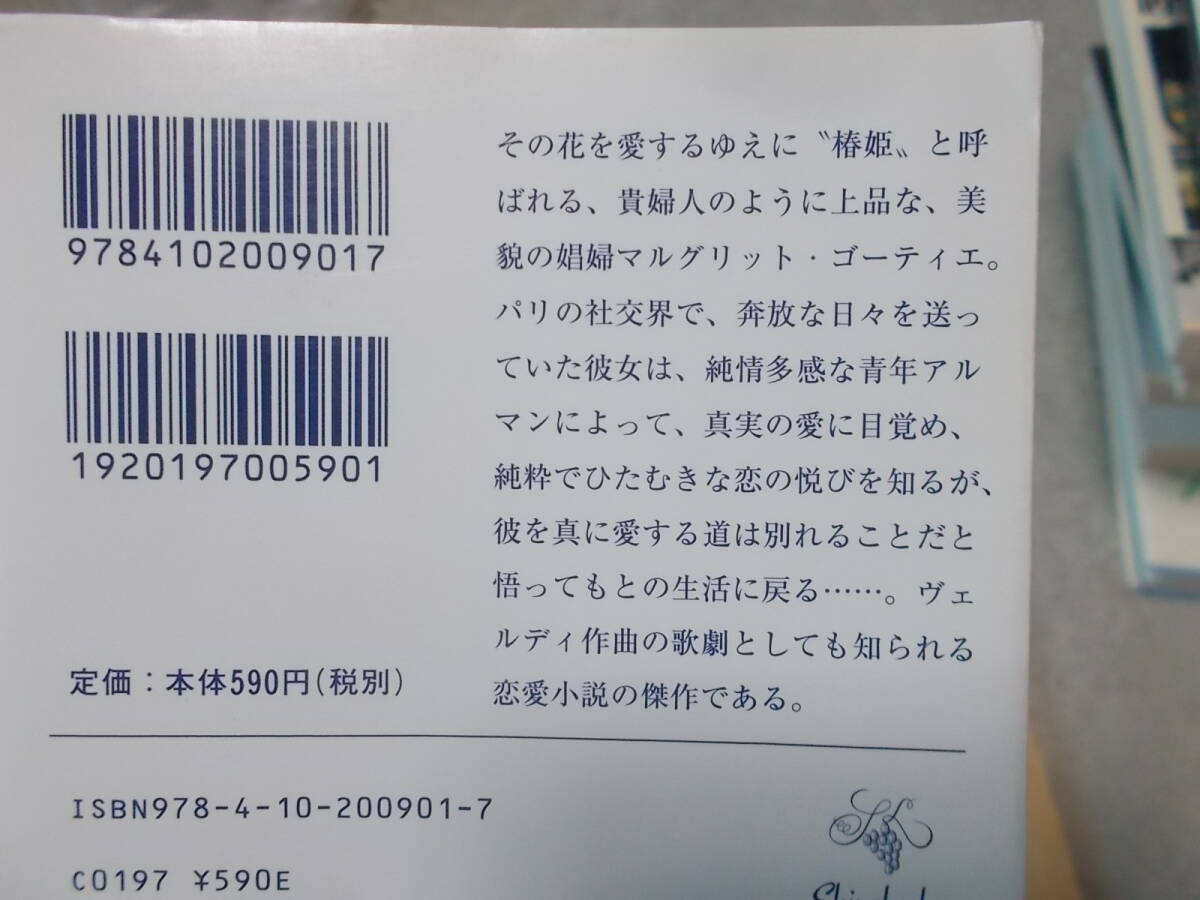 9784102009017
1920197005901
定価：本体590円(税別)
その花を愛するゆえに〝椿姫〟と呼
ばれる、貴婦人のように上品な、美
貌の娼婦マルグリット・ゴーティエ。
パリの社交界で、奔放な日々を送っ
ていた彼女は、純情多感な青年アル
マンによって、真実の愛に目覚め、
純粋でひたむきな恋の悦びを知るが、
彼を真に愛する道は別れることだと
悟ってもとの生活に戻る……。ヴェ
ルディ作曲の歌劇としても知られる
恋愛小説の傑作である。
ISBN978-4-10-200901-7
C0197 ¥590E